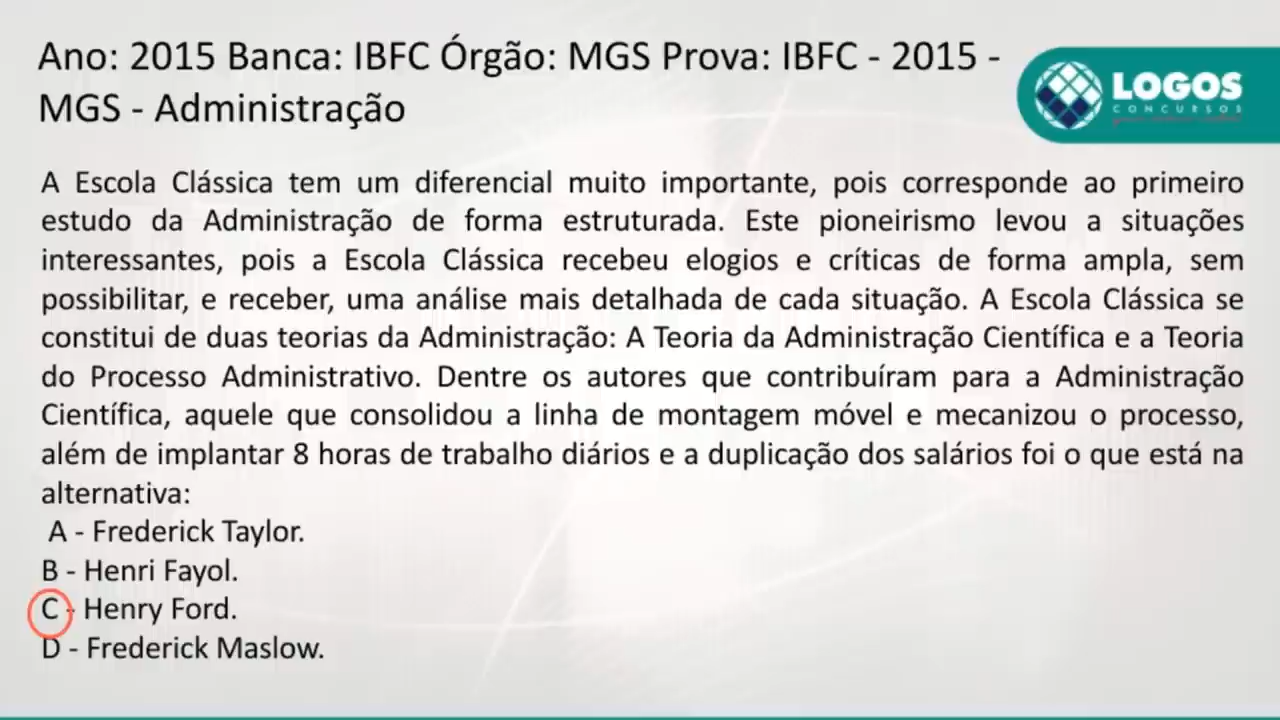 Ano: 2015 Banca: IBFC Órgão: MGS Prova: IBFC - 2015 -
MGS - Administração
LOGOS
CONCURSOS
A Escola Clássica tem um diferencial muito importante, pois corresponde ao primeiro
estudo da Administração de forma estruturada. Este pioneirismo levou a situações
interessantes, pois a Escola Clássica recebeu elogios e críticas de forma ampla, sem
possibilitar, e receber, uma análise mais detalhada de cada situação. A Escola Clássica se
constitui de duas teorias da Administração: A Teoria da Administração Científica e a Teoria
do Processo Administrativo. Dentre os autores que contribuíram para a Administração
Científica, aquele que consolidou a linha de montagem móvel e mecanizou o processo,
além de implantar 8 horas de trabalho diários e a duplicação dos salários foi o que está na
alternativa:
A - Frederick Taylor.
B - Henri Fayol.
C - Henry Ford.
D - Frederick Maslow.